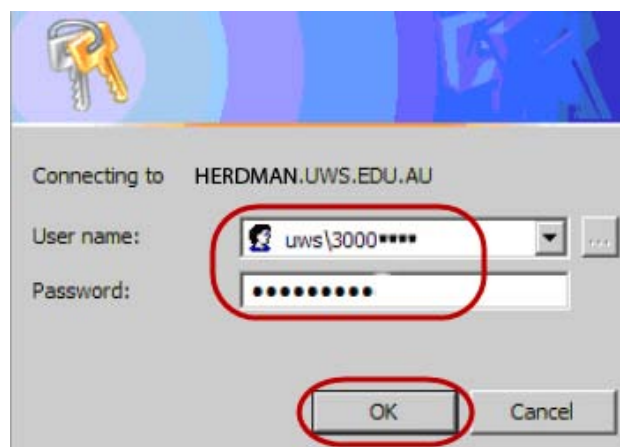 Connecting to HERDMAN.UWS.EDU.AU
User name: uws\3000••••
...
Password: •••••••••
OK Cancel